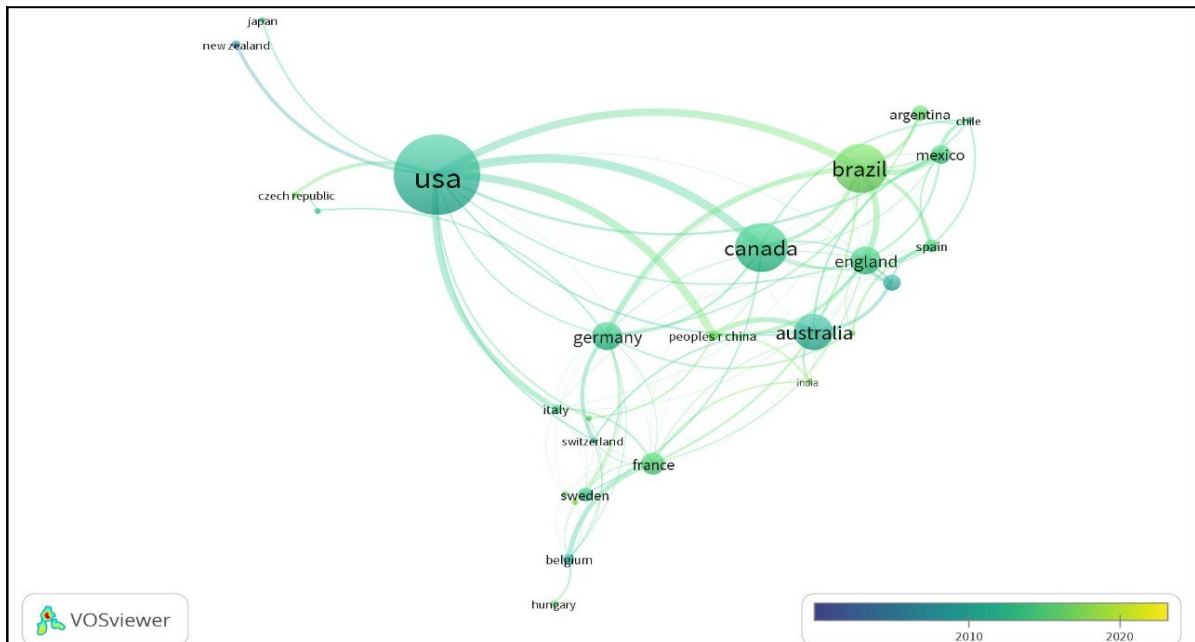 japan
new zealand
usa
czech republic
argentina
chile
brazil
mexico
canada
spain
england
germany
peoples r china
australia
india
italy
switzerland
france
sweden
belgium
hungary
VOSviewer
2010
2020